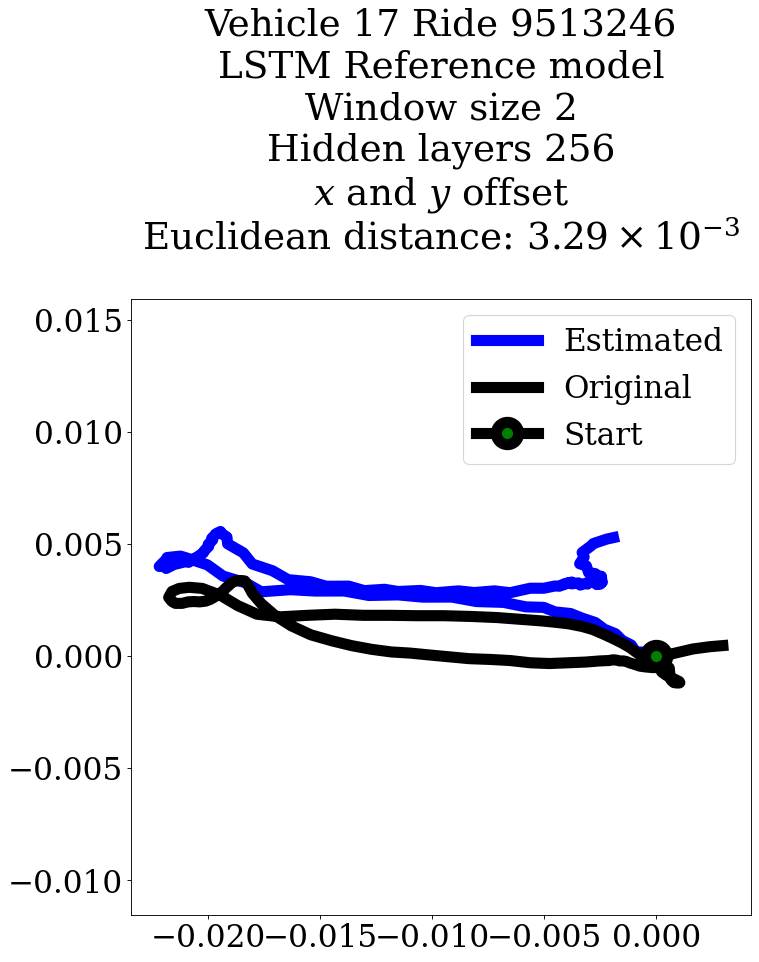 Vehicle 17 Ride 9513246
LSTM Reference model
Window size 2
Hidden layers 256
x and y offset
Euclidean distance: 3.29 × 10⁻³
Estimated
Original
Start
0.015
0.010
0.005
0.000
−0.005
−0.010
−0.020 −0.015 −0.010 −0.005 0.000